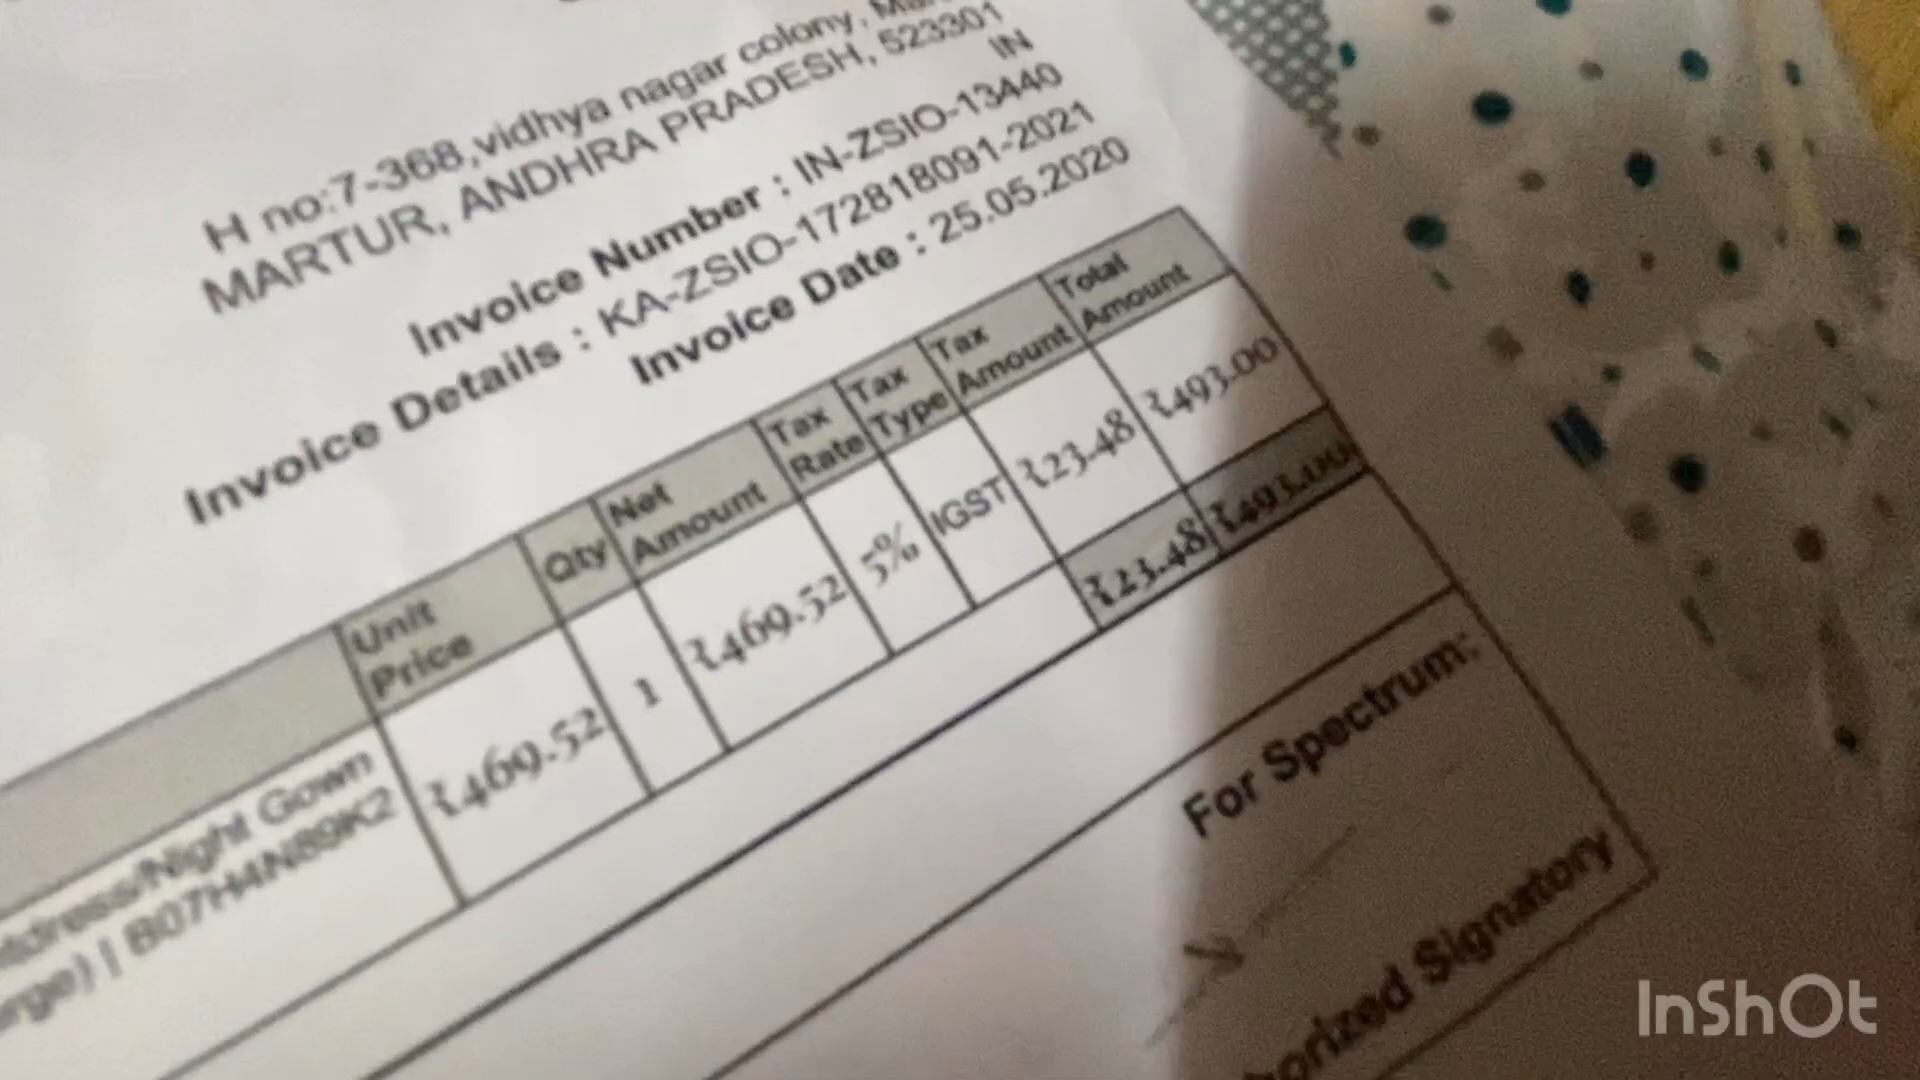 H no:7-368,vidhya nagar colony,
MARTUR, ANDHRA PRADESH, 523301
IN
Invoice Number : IN-ZSIO-13440
Invoice Details : KA-ZSIO-172818091-2021
Invoice Date : 25.05.2020
Unit Price Qty Net Amount Tax Rate Tax Type Tax Amount Total Amount
Night Gown ₹469.52 1 ₹469.52 5% IGST ₹23.48 ₹493.00
| B07H4N89K2
₹23.48 ₹493.00
For Spectrum:
Signatory
InShOt